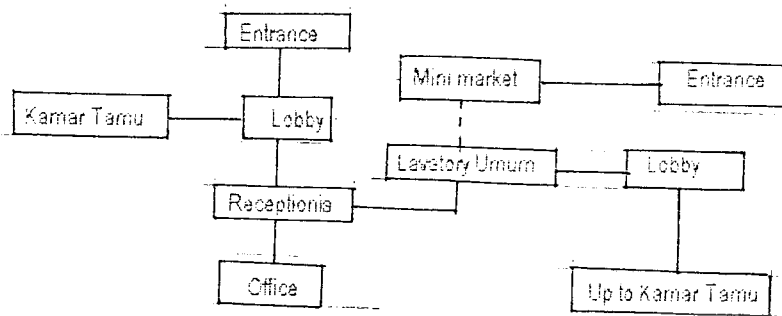 Entrance
Mini market
Entrance
Kamar Tamu
Lobby
Lavatory Umum
Lobby
Receptionis
Office
Up to Kamar Tamu